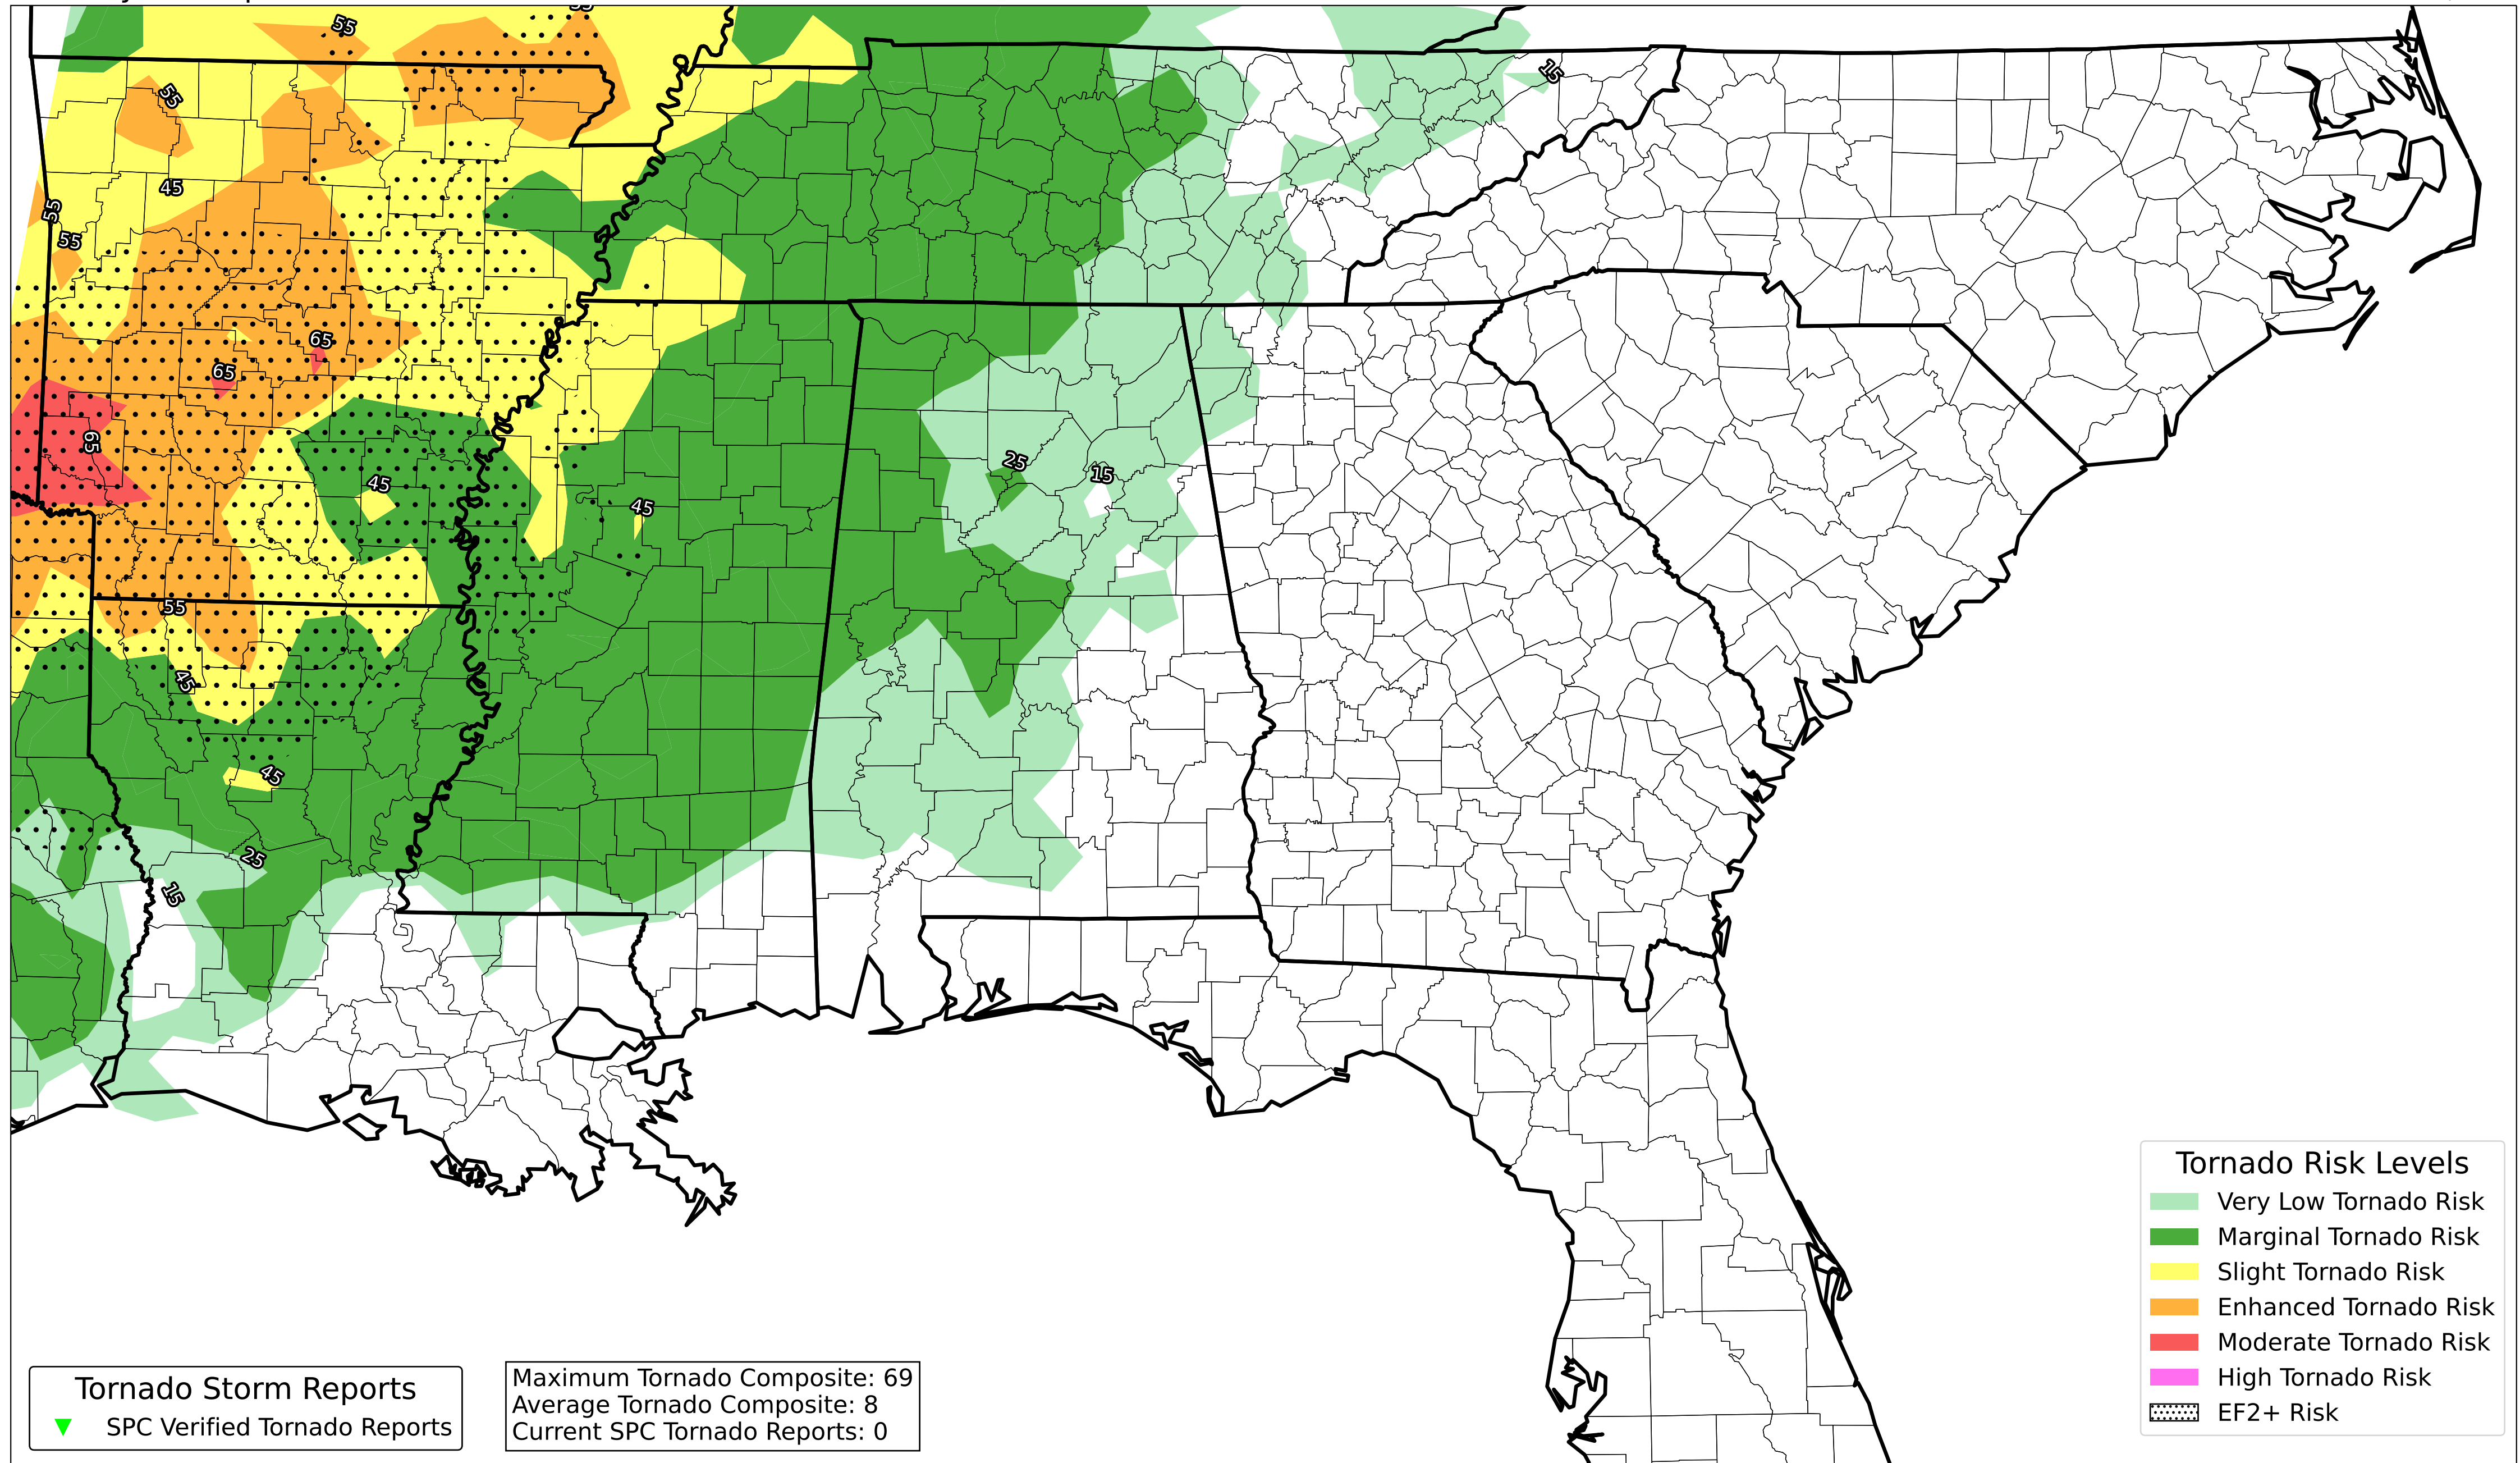 55
55
15
55
45
55
55
65
65
65
25
15
45
45
55
45
45
25
15
Tornado Risk Levels
Very Low Tornado Risk
Marginal Tornado Risk
Slight Tornado Risk
Enhanced Tornado Risk
Moderate Tornado Risk
High Tornado Risk
EF2+ Risk
Tornado Storm Reports
SPC Verified Tornado Reports
Maximum Tornado Composite: 69
Average Tornado Composite: 8
Current SPC Tornado Reports: 0